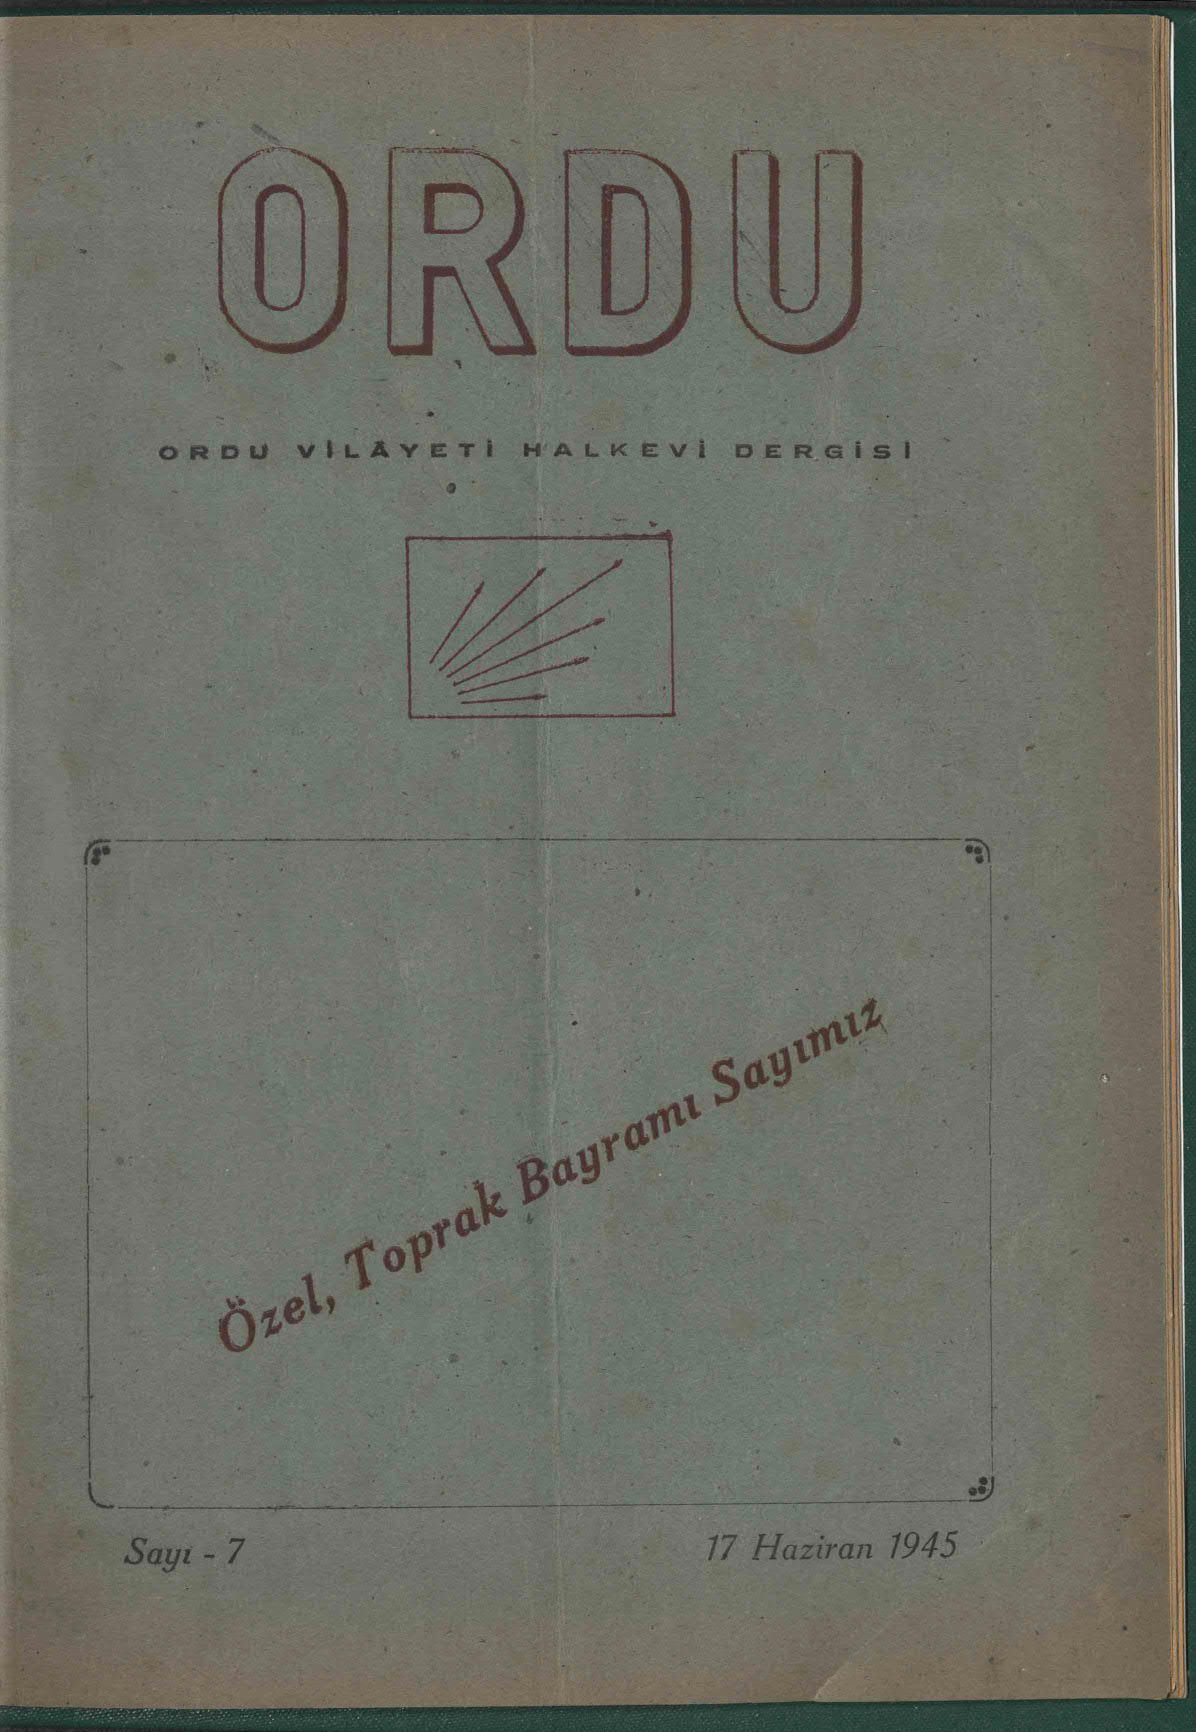 ORDU
ORDU VİLÂYETİ HALKEVİ DERGİSİ
Özel, Toprak Bayramı Sayımız
Sayı - 7
17 Haziran 1945